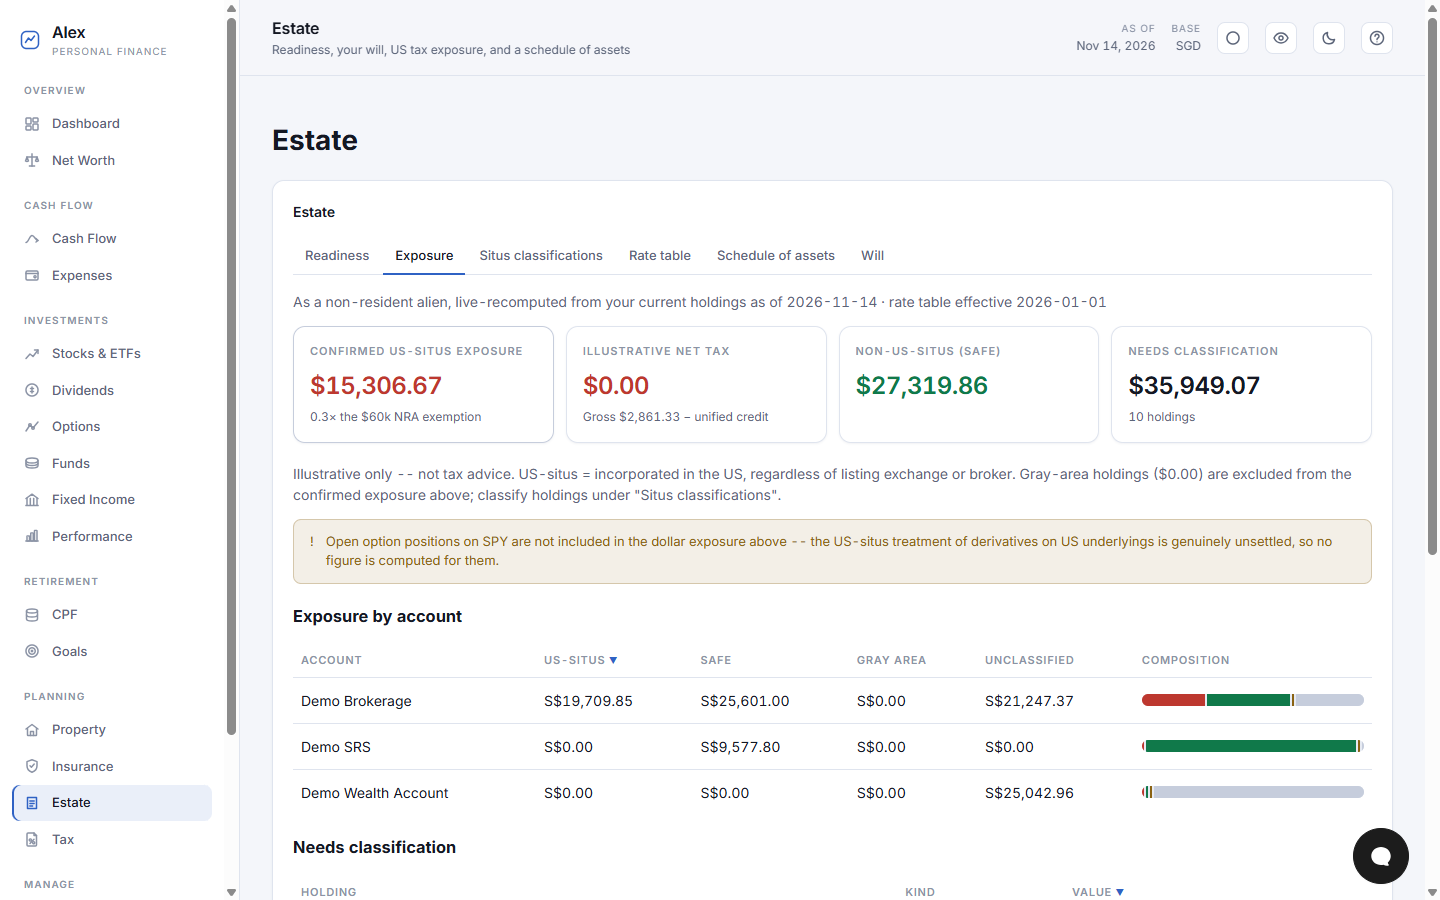 Alex
PERSONAL FINANCE
OVERVIEW
Dashboard
Net Worth
CASH FLOW
Cash Flow
Expenses
INVESTMENTS
Stocks & ETFs
Dividends
Options
Funds
Fixed Income
Performance
RETIREMENT
CPF
Goals
PLANNING
Property
Insurance
Estate
Tax
MANAGE
Estate
Readiness, your will, US tax exposure, and a schedule of assets
AS OF
Nov 14, 2026
BASE
SGD
Estate
Estate
Readiness Exposure Situs classifications Rate table Schedule of assets Will
As a non-resident alien, live-recomputed from your current holdings as of 2026-11-14 · rate table effective 2026-01-01
CONFIRMED US-SITUS EXPOSURE
$15,306.67
0.3× the $60k NRA exemption
ILLUSTRATIVE NET TAX
$0.00
Gross $2,861.33 − unified credit
NON-US-SITUS (SAFE)
$27,319.86
NEEDS CLASSIFICATION
$35,949.07
10 holdings
Illustrative only -- not tax advice. US-situs = incorporated in the US, regardless of listing exchange or broker. Gray-area holdings ($0.00) are excluded from the
confirmed exposure above; classify holdings under "Situs classifications".
! Open option positions on SPY are not included in the dollar exposure above -- the US-situs treatment of derivatives on US underlyings is genuinely unsettled, so no
figure is computed for them.
Exposure by account
ACCOUNT US-SITUS ▼ SAFE GRAY AREA UNCLASSIFIED COMPOSITION
Demo Brokerage S$19,709.85 S$25,601.00 S$0.00 S$21,247.37
Demo SRS S$0.00 S$9,577.80 S$0.00 S$0.00
Demo Wealth Account S$0.00 S$0.00 S$0.00 S$25,042.96
Needs classification
HOLDING KIND VALUE ▼